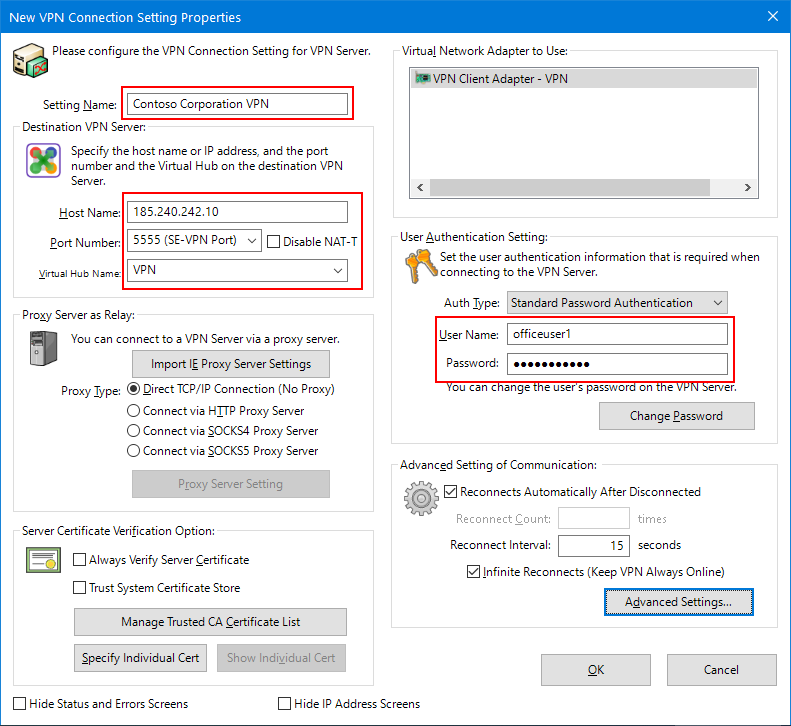 New VPN Connection Setting Properties
Please configure the VPN Connection Setting for VPN Server.
Setting Name: Contoso Corporation VPN
Destination VPN Server:
Specify the host name or IP address, and the port
number and the Virtual Hub on the destination VPN
Server.
Host Name: 185.240.242.10
Port Number: 5555 (SE-VPN Port) Disable NAT-T
Virtual Hub Name: VPN
Proxy Server as Relay:
You can connect to a VPN Server via a proxy server.
Import IE Proxy Server Settings
Proxy Type: Direct TCP/IP Connection (No Proxy)
Connect via HTTP Proxy Server
Connect via SOCKS4 Proxy Server
Connect via SOCKS5 Proxy Server
Proxy Server Setting
Server Certificate Verification Option:
Always Verify Server Certificate
Trust System Certificate Store
Manage Trusted CA Certificate List
Specify Individual Cert Show Individual Cert
Hide Status and Errors Screens Hide IP Address Screens
Virtual Network Adapter to Use:
VPN Client Adapter - VPN
User Authentication Setting:
Set the user authentication information that is required when
connecting to the VPN Server.
Auth Type: Standard Password Authentication
User Name: officeuser1
Password: ●●●●●●●●●●●
You can change the user's password on the VPN Server.
Change Password
Advanced Setting of Communication:
Reconnects Automatically After Disconnected
Reconnect Count: times
Reconnect Interval: 15 seconds
Infinite Reconnects (Keep VPN Always Online)
Advanced Settings...
OK Cancel